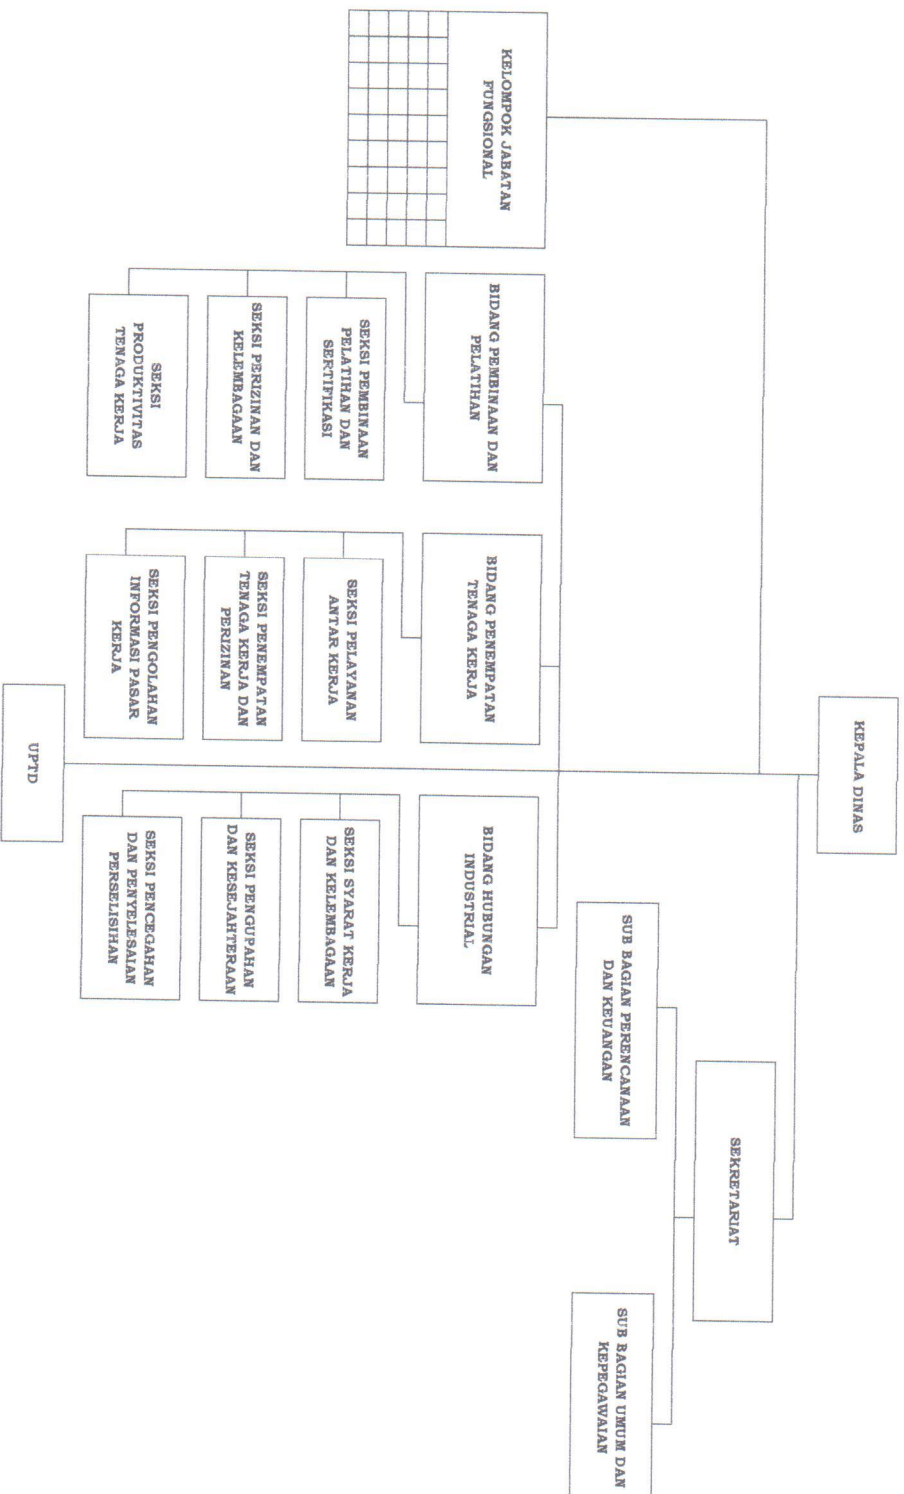 KEPALA DINAS
SEKRETARIAT
SUB BAGIAN PERENCANAAN
DAN KEUANGAN
SUB BAGIAN UMUM DAN
KEPEGAWAIAN
KELOMPOK JABATAN
FUNGSIONAL
BIDANG PEMBINAAN DAN
PELATIHAN
SEKSI PEMBINAAN
PELATIHAN DAN
SERTIFIKASI
SEKSI PERIZINAN DAN
KELEMBAGAAN
SEKSI
PRODUKTIVITAS
TENAGA KERJA
BIDANG PENEMPATAN
TENAGA KERJA
SEKSI PELAYANAN
ANTAR KERJA
SEKSI PENEMPATAN
TENAGA KERJA DAN
PERIZINAN
SEKSI PENGOLAHAN
INFORMASI PASAR
KERJA
BIDANG HUBUNGAN
INDUSTRIAL
SEKSI SYARAT KERJA
DAN KELEMBAGAAN
SEKSI PENGUPAHAN
DAN KESEJAHTERAAN
SEKSI PENCEGAHAN
DAN PENYELESAIAN
PERSELISIHAN
UPTD